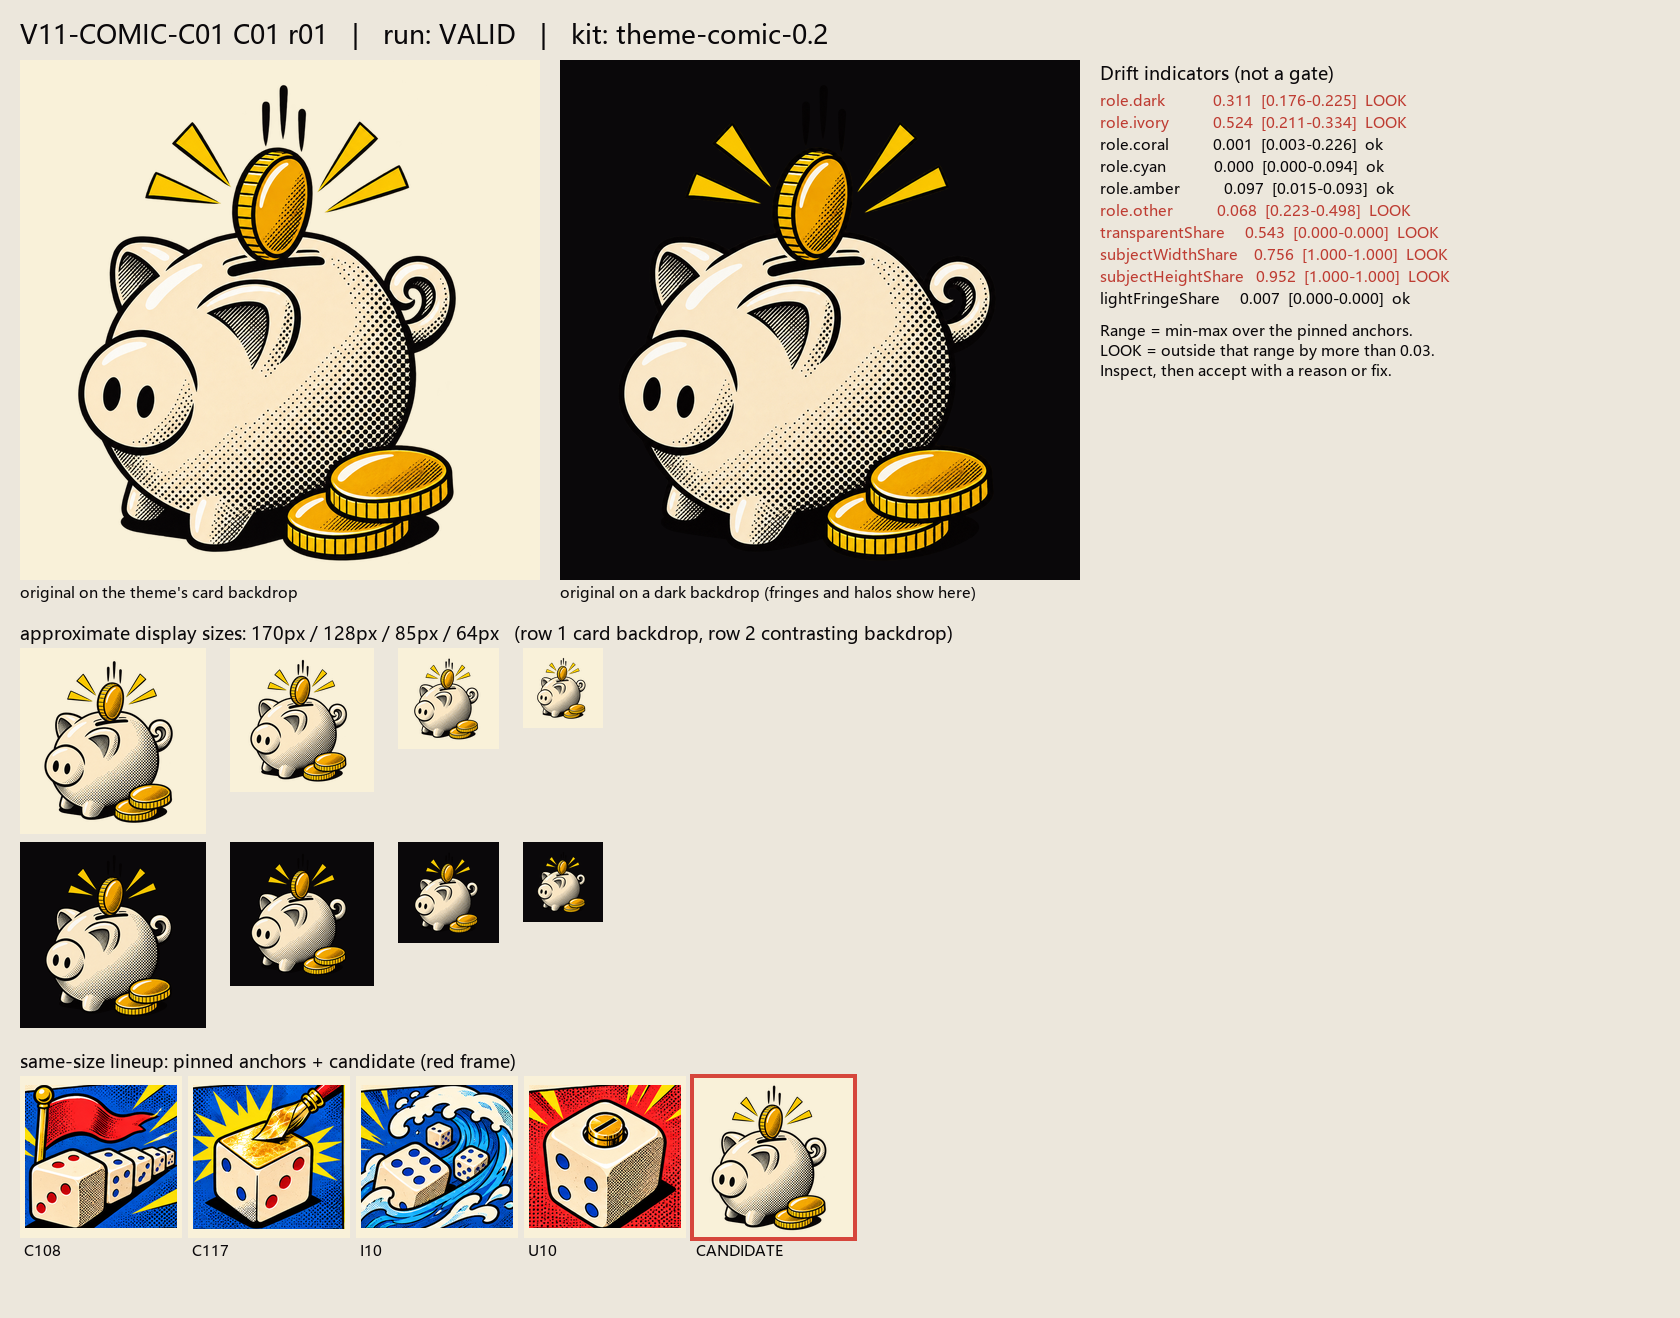 V11-COMIC-C01 C01 r01 | run: VALID | kit: theme-comic-0.2
Drift indicators (not a gate)
role.dark 0.311 [0.176-0.225] LOOK
role.ivory 0.524 [0.211-0.334] LOOK
role.coral 0.001 [0.003-0.226] ok
role.cyan 0.000 [0.000-0.094] ok
role.amber 0.097 [0.015-0.093] ok
role.other 0.068 [0.223-0.498] LOOK
transparentShare 0.543 [0.000-0.000] LOOK
subjectWidthShare 0.756 [1.000-1.000] LOOK
subjectHeightShare 0.952 [1.000-1.000] LOOK
lightFringeShare 0.007 [0.000-0.000] ok
Range = min-max over the pinned anchors.
LOOK = outside that range by more than 0.03.
Inspect, then accept with a reason or fix.
original on the theme's card backdrop
original on a dark backdrop (fringes and halos show here)
approximate display sizes: 170px / 128px / 85px / 64px (row 1 card backdrop, row 2 contrasting backdrop)
same-size lineup: pinned anchors + candidate (red frame)
C108
C117
I10
U10
CANDIDATE